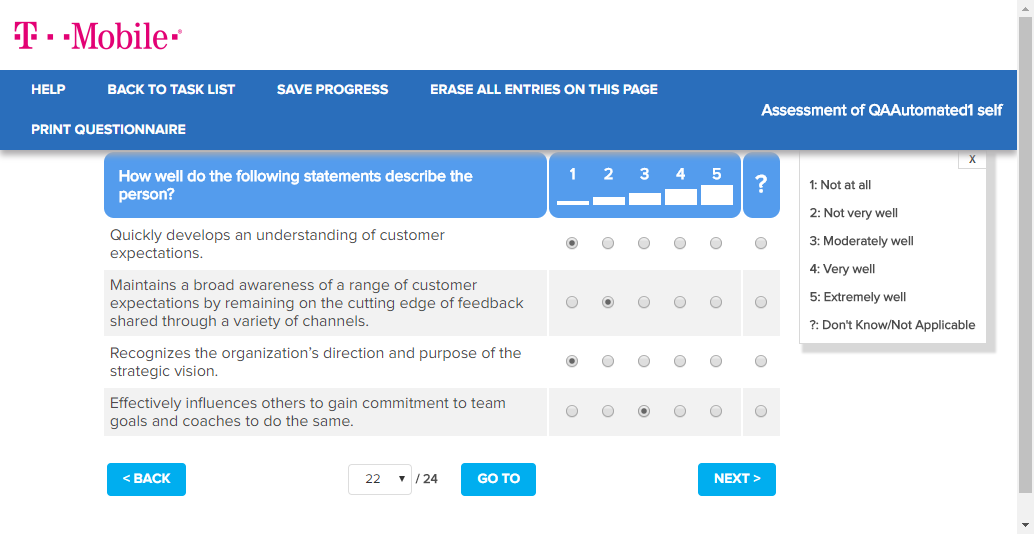 T··Mobile·®
HELP BACK TO TASK LIST SAVE PROGRESS ERASE ALL ENTRIES ON THIS PAGE
PRINT QUESTIONNAIRE
Assessment of QAAutomated1 self
How well do the following statements describe the
person?
1 2 3 4 5 ?
X
1: Not at all
2: Not very well
3: Moderately well
4: Very well
5: Extremely well
?: Don't Know/Not Applicable
Quickly develops an understanding of customer
expectations.
Maintains a broad awareness of a range of customer
expectations by remaining on the cutting edge of feedback
shared through a variety of channels.
Recognizes the organization’s direction and purpose of the
strategic vision.
Effectively influences others to gain commitment to team
goals and coaches to do the same.
< BACK 22 / 24 GO TO NEXT >